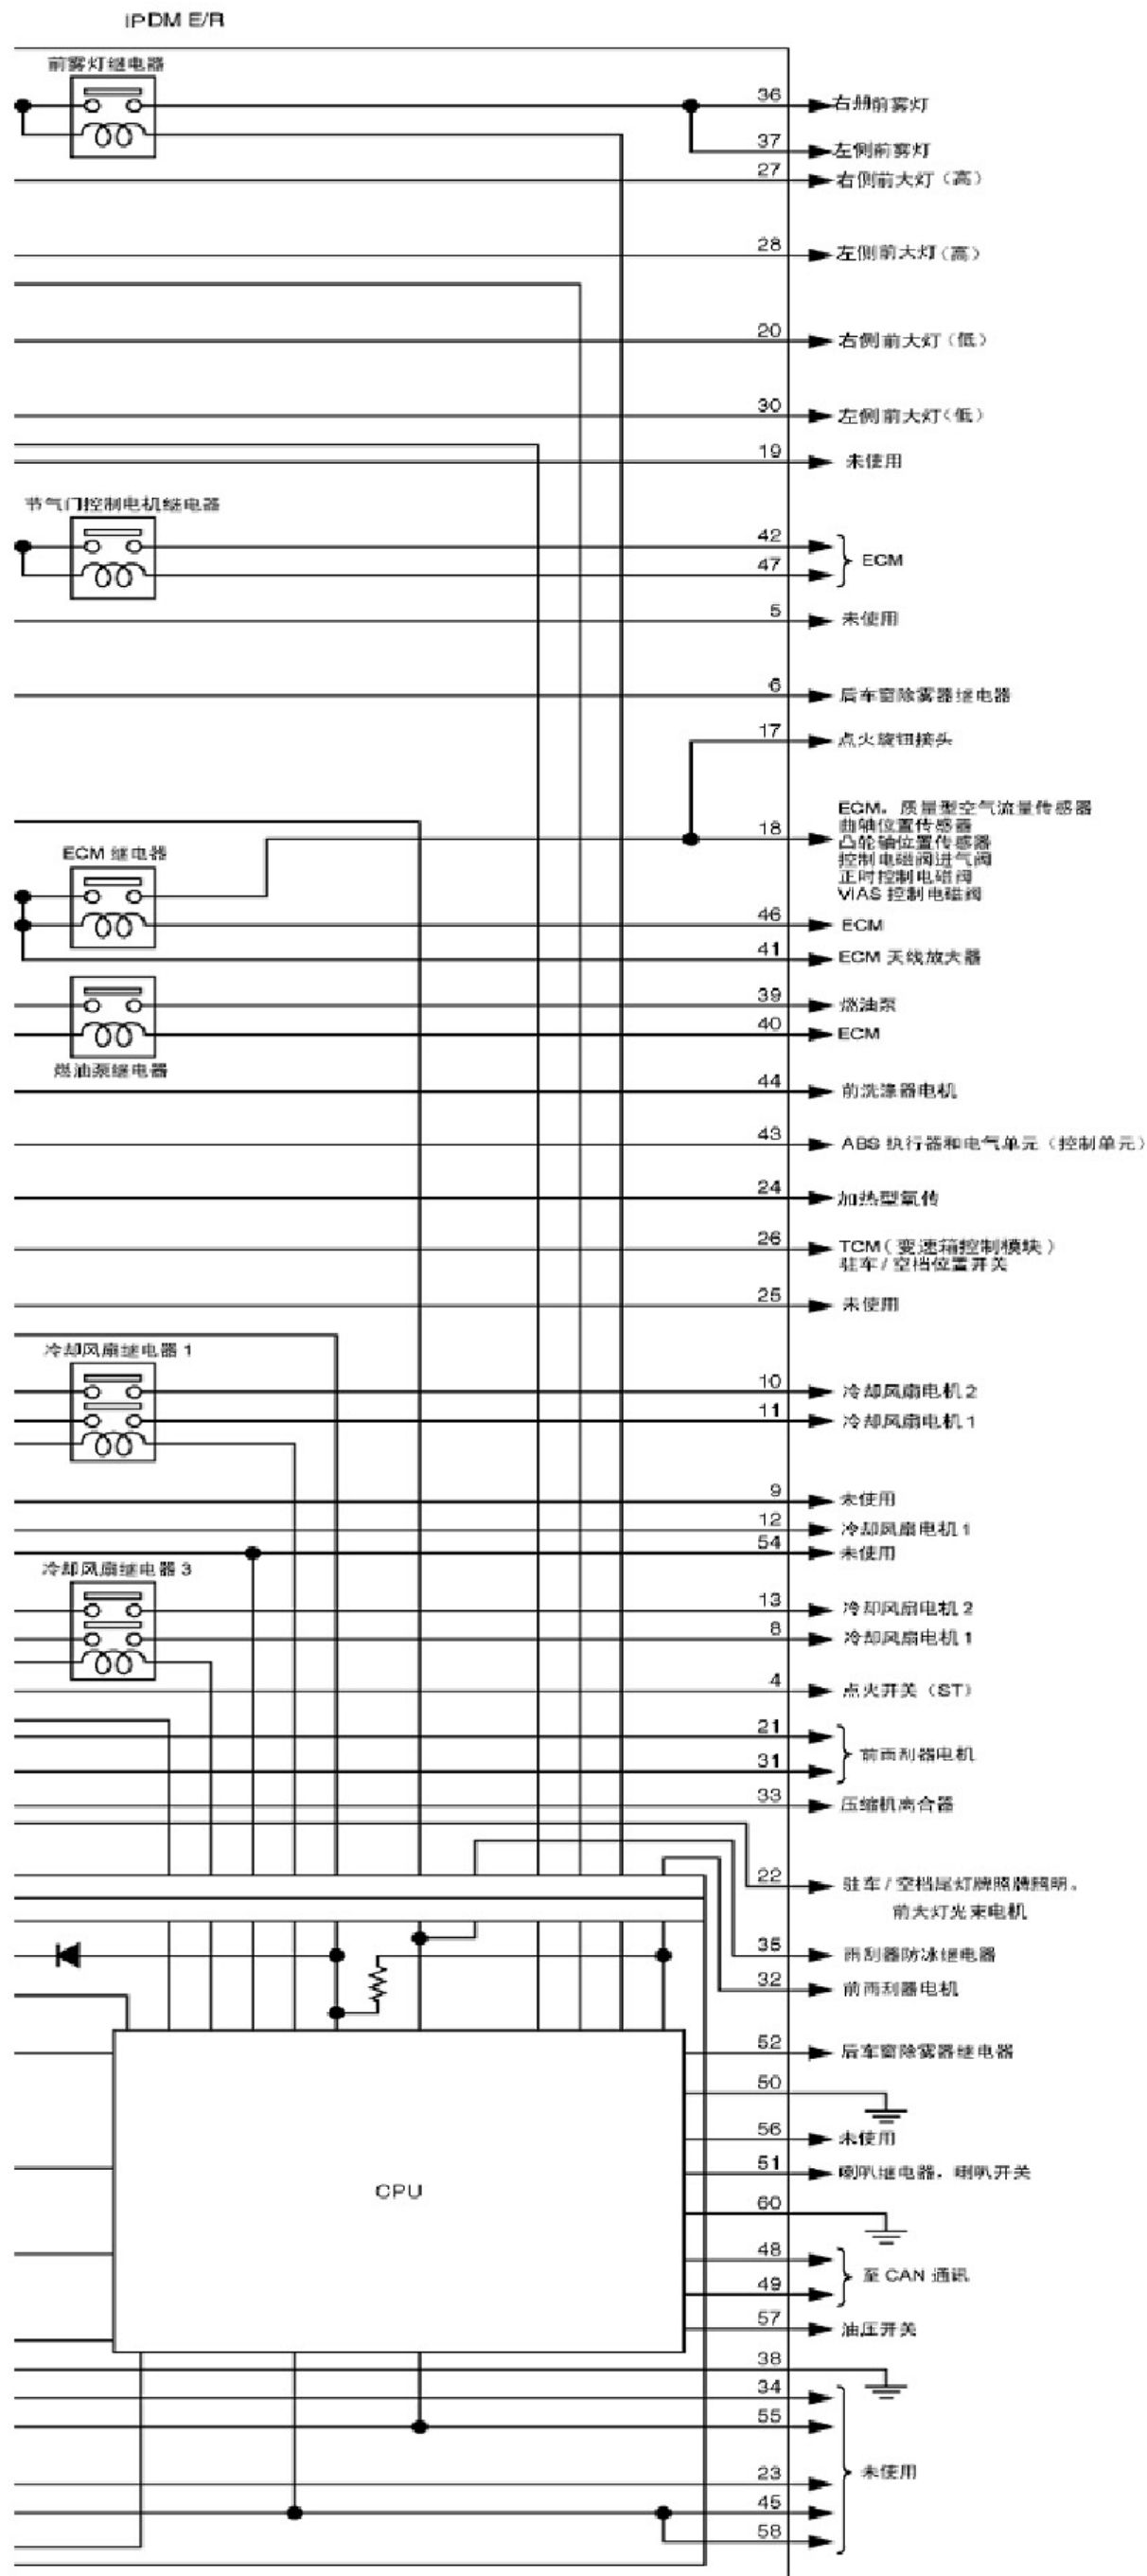 IPDM E/R
前雾灯继电器
36
右册前雾灯
37
左侧前雾灯
27
右侧前大灯（高）
28
左侧前大灯（高）
20
右侧前大灯（低）
30
左侧前大灯（低）
19
未使用
节气门控制电机继电器
42
47
ECM
5
未使用
6
后车窗除雾器继电器
17
点火旋钮接头
18
ECM，质量型空气流量传感器
曲轴位置传感器
凸轮轴位置传感器
控制电磁阀进气阀
正时控制电磁阀
VIAS 控制电磁阀
ECM 继电器
46
ECM
41
ECM 天线放大器
39
燃油泵
40
ECM
燃油泵继电器
44
前洗涤器电机
43
ABS 执行器和电气单元（控制单元）
24
加热型氧传
26
TCM（变速箱控制模块）
驻车/空档位置开关
25
未使用
冷却风扇继电器 1
10
冷却风扇电机 2
11
冷却风扇电机 1
9
未使用
12
冷却风扇电机 1
54
未使用
冷却风扇继电器 3
13
冷却风扇电机 2
8
冷却风扇电机 1
4
点火开关（ST）
21
31
前雨刮器电机
33
压缩机离合器
22
驻车/空档尾灯牌照牌照明，
前大灯光束电机
35
雨刮器防冰继电器
32
前雨刮器电机
52
后车窗除雾器继电器
50
56
未使用
51
喇叭继电器，喇叭开关
CPU
60
48
49
至 CAN 通讯
57
油压开关
38
34
55
23
未使用
45
58